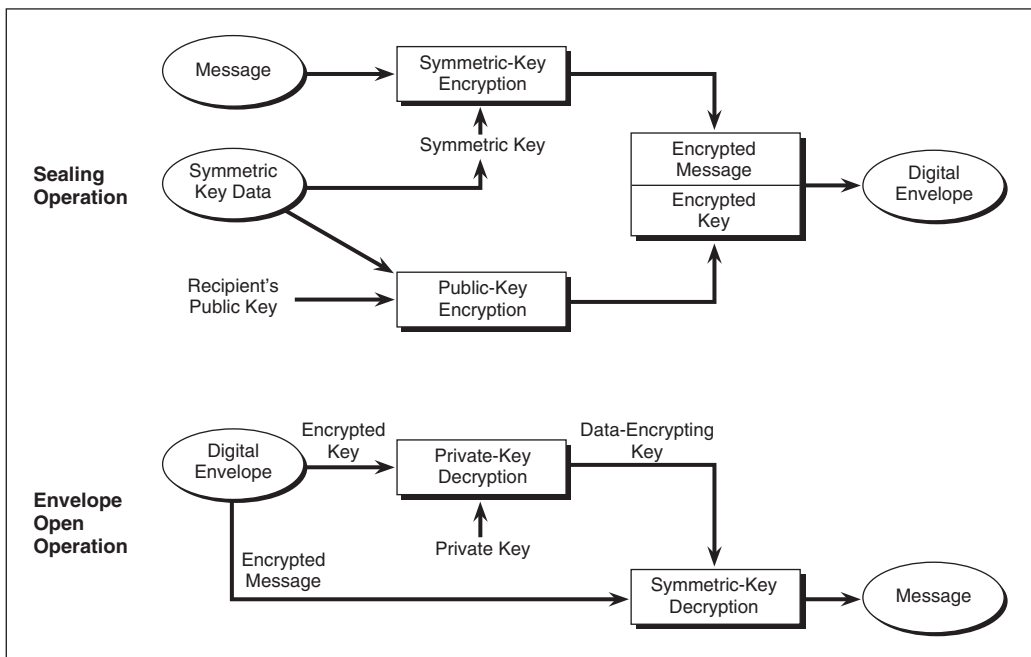 Message
Symmetric-Key
Encryption
Symmetric Key
Sealing
Operation
Symmetric
Key Data
Encrypted
Message
Encrypted
Key
Digital
Envelope
Recipient's
Public Key
Public-Key
Encryption
Envelope
Open
Operation
Digital
Envelope
Encrypted
Key
Private-Key
Decryption
Data-Encrypting
Key
Private Key
Encrypted
Message
Symmetric-Key
Decryption
Message